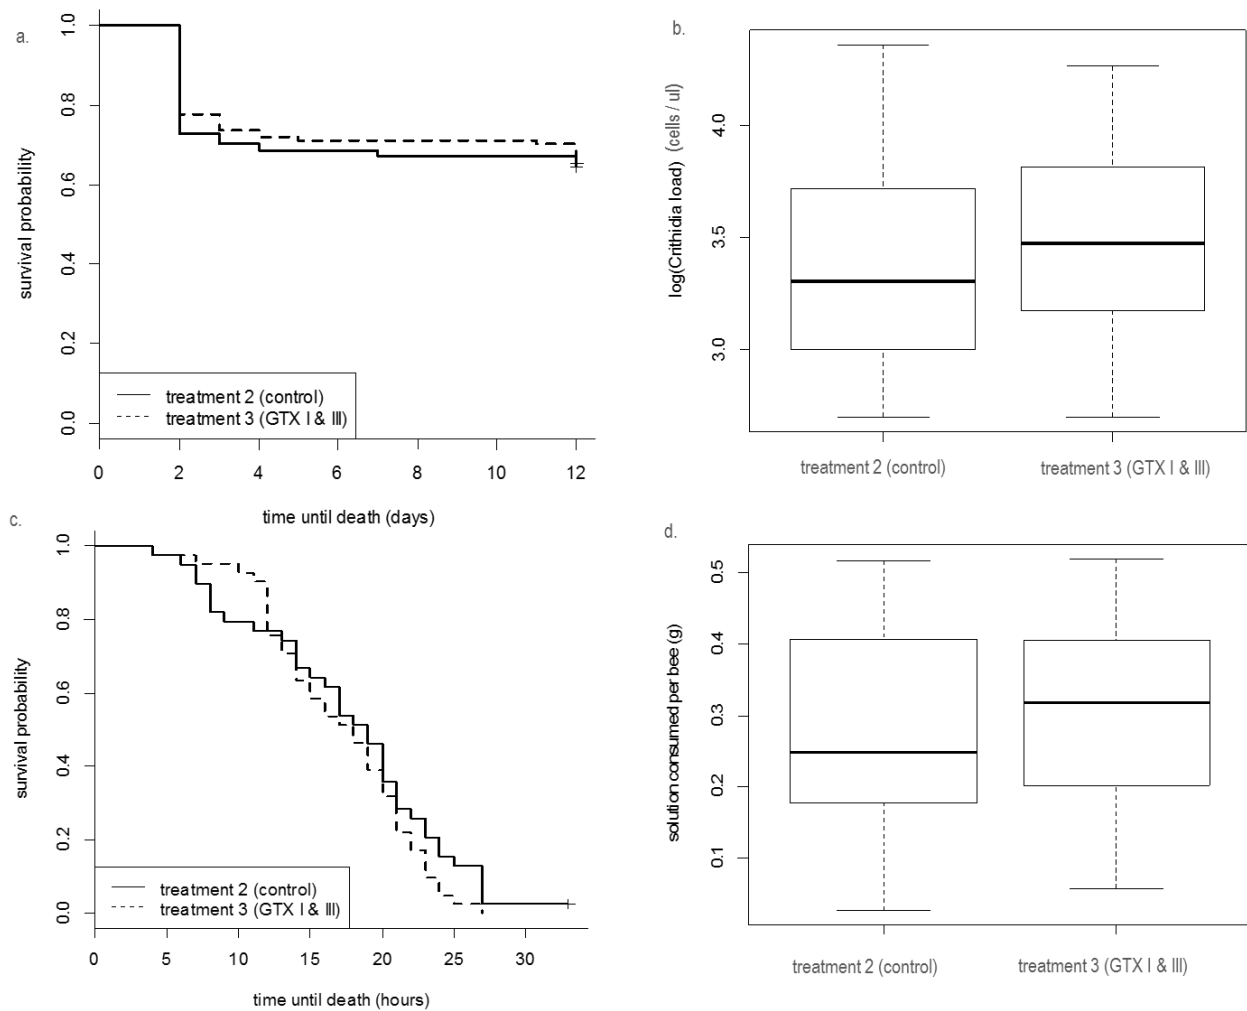 a.
survival probability
1.0
0.8
0.6
0.4
0.2
0.0
treatment 2 (control)
treatment 3 (GTX I & III)
0 2 4 6 8 10 12
time until death (days)
b.
log(Crithidia load) (cells / ul)
4.0
3.5
3.0
treatment 2 (control) treatment 3 (GTX I & III)
c.
survival probability
1.0
0.8
0.6
0.4
0.2
0.0
treatment 2 (control)
treatment 3 (GTX I & III)
0 5 10 15 20 25 30
time until death (hours)
d.
solution consumed per bee (g)
0.5
0.4
0.3
0.2
0.1
treatment 2 (control) treatment 3 (GTX I & III)